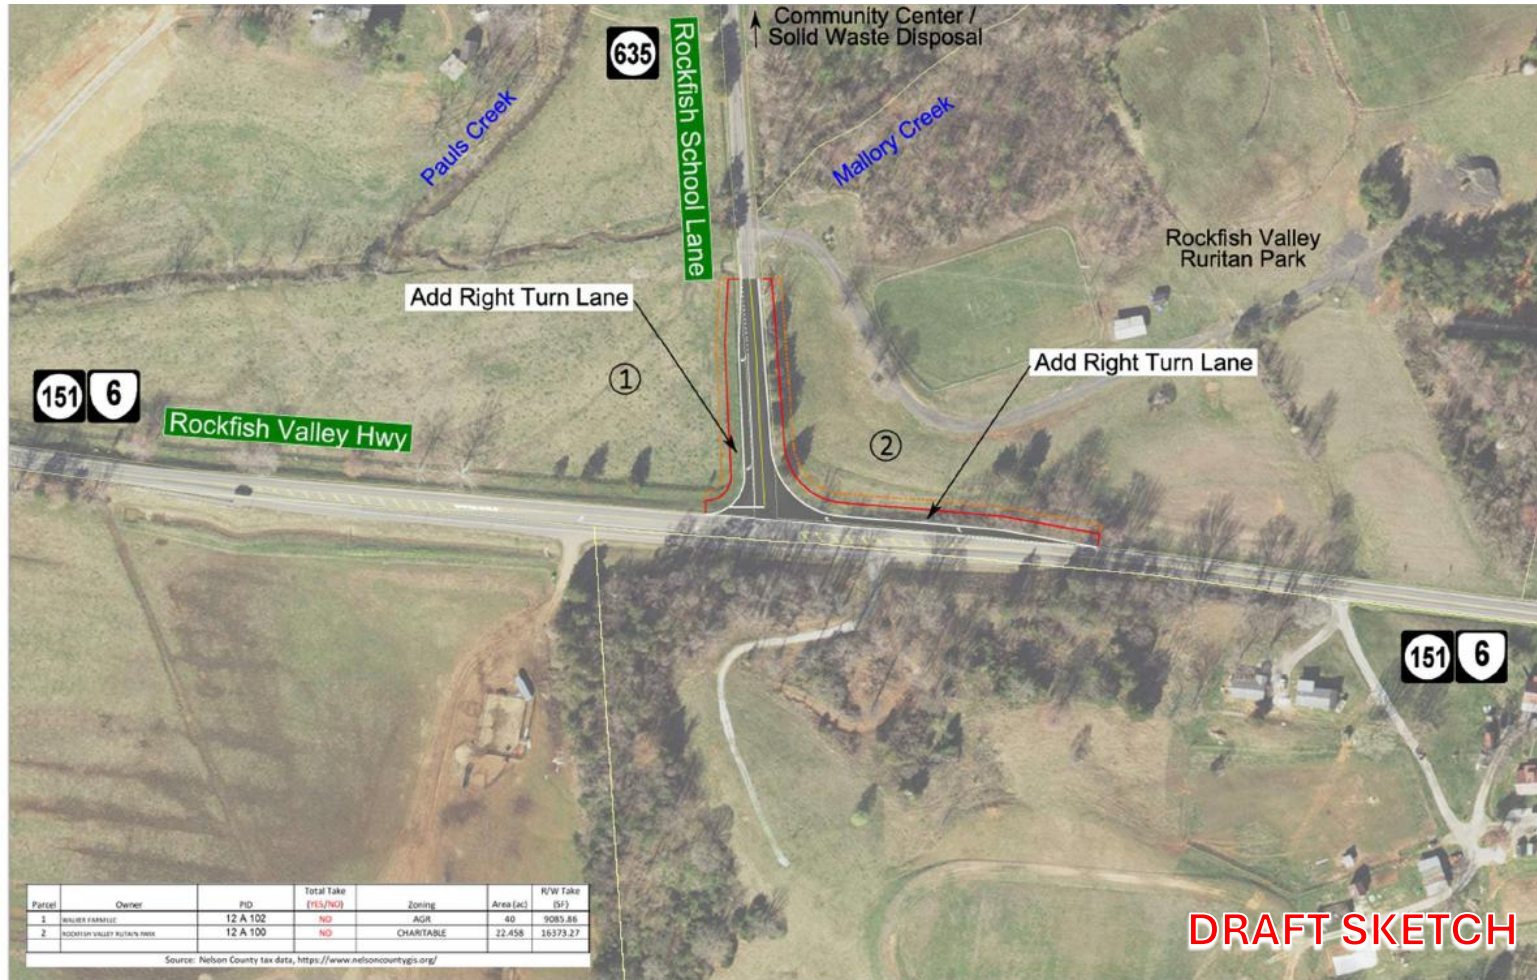 Community Center /
Solid Waste Disposal
635
Rockfish School Lane
Pauls Creek
Mallory Creek
Rockfish Valley
Ruritan Park
Add Right Turn Lane
Add Right Turn Lane
1
2
151 6
Rockfish Valley Hwy
151 6
Parcel Owner PID Total Take (YES/NO) Zoning Area (ac) R/W Take (SF)
1 WALKER FARM LLC 12 A 102 NO AGR 40 9085.86
2 ROCKFISH VALLEY RUTAIN PARK 12 A 100 NO CHARITABLE 22.458 16373.27
Source: Nelson County tax data, https://www.nelsoncountygis.org/
DRAFT SKETCH